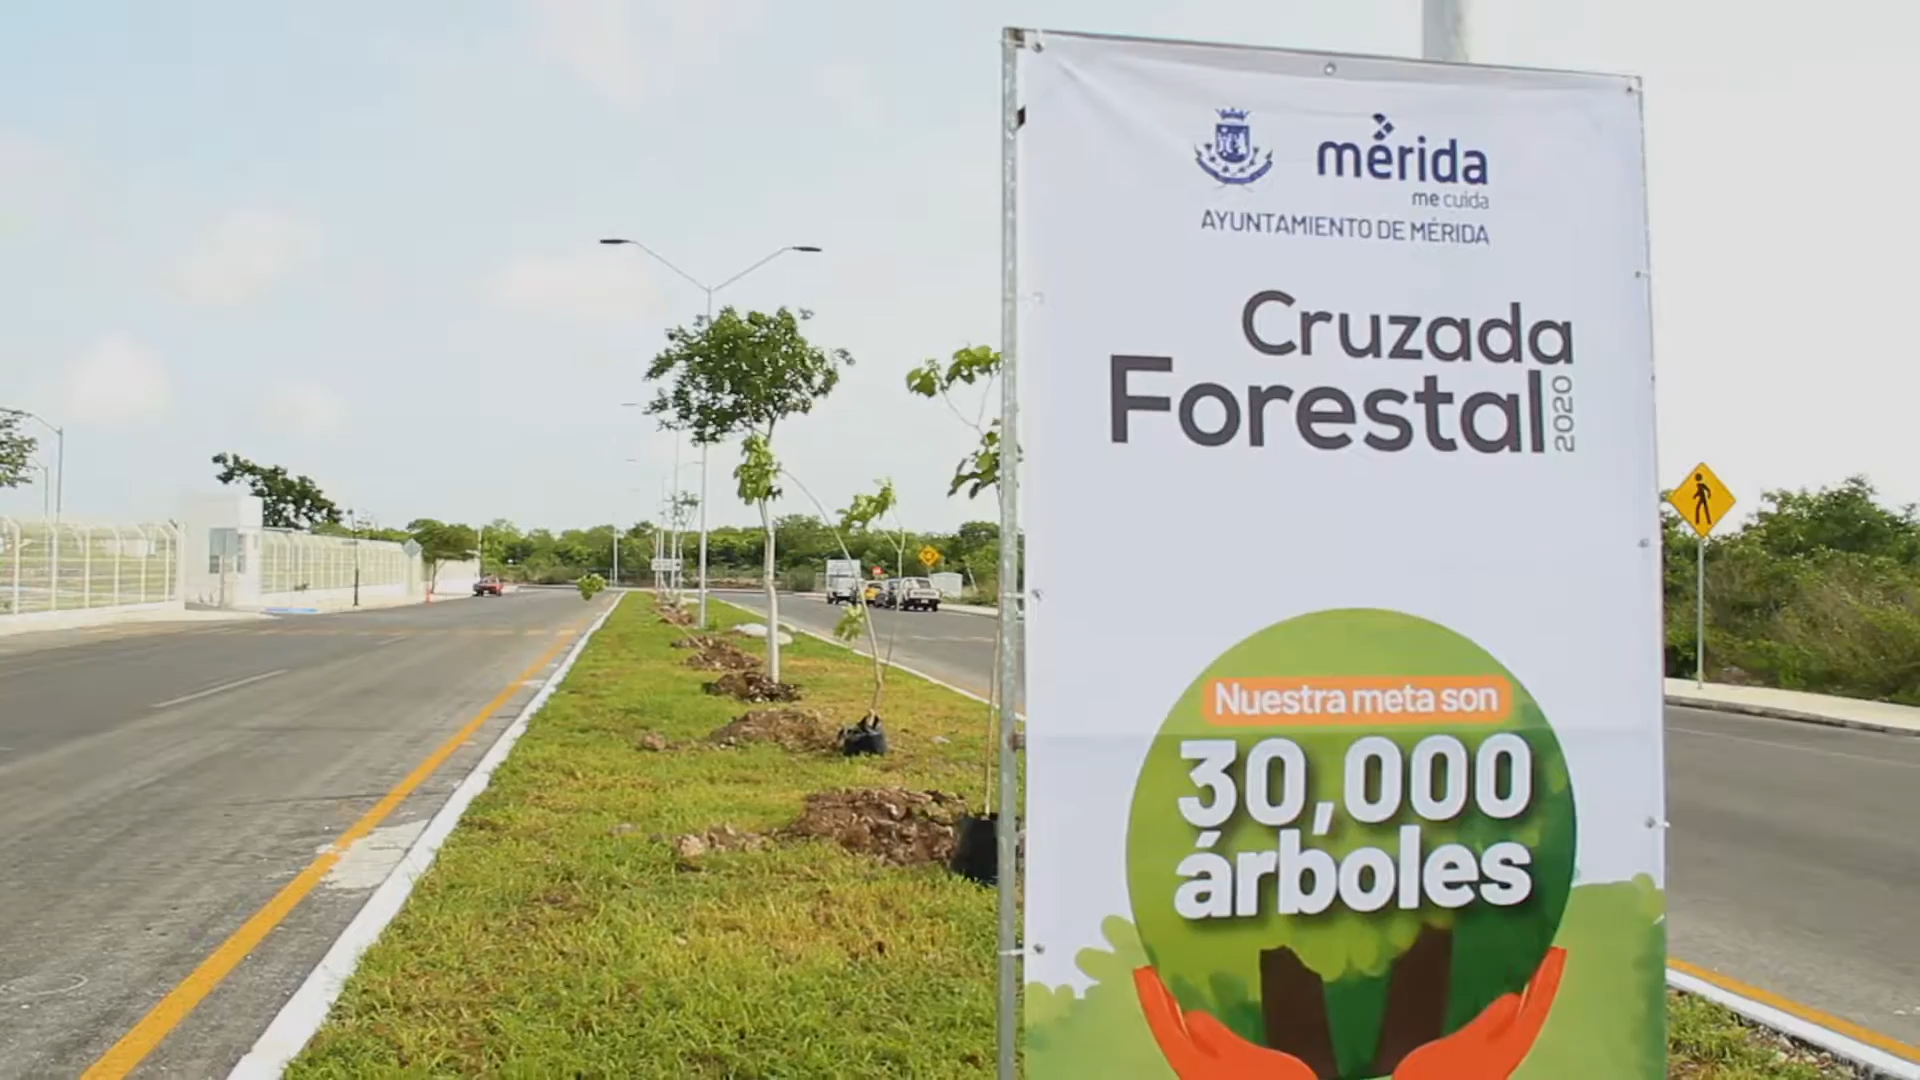 mérida
me cuida
AYUNTAMIENTO DE MÉRIDA
Cruzada
Forestal 2020
Nuestra meta son
30,000
árboles